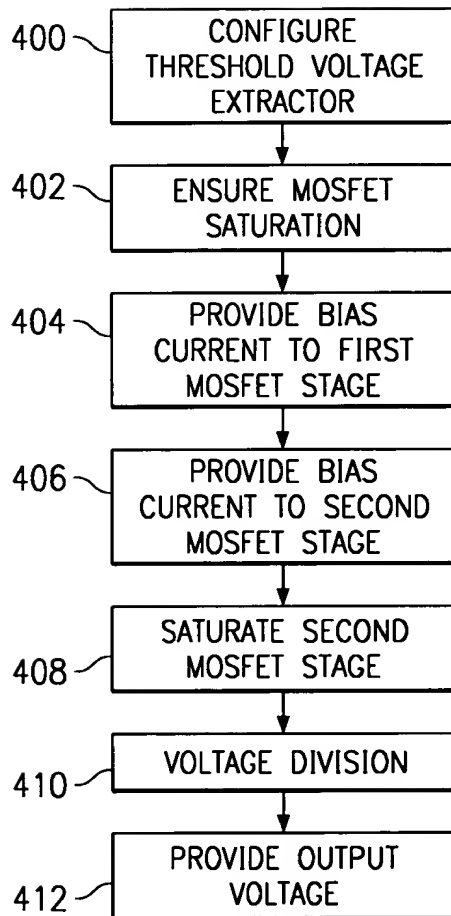 400
CONFIGURE
THRESHOLD VOLTAGE
EXTRACTOR
402
ENSURE MOSFET
SATURATION
404
PROVIDE BIAS
CURRENT TO FIRST
MOSFET STAGE
406
PROVIDE BIAS
CURRENT TO SECOND
MOSFET STAGE
408
SATURATE SECOND
MOSFET STAGE
410
VOLTAGE DIVISION
412
PROVIDE OUTPUT
VOLTAGE